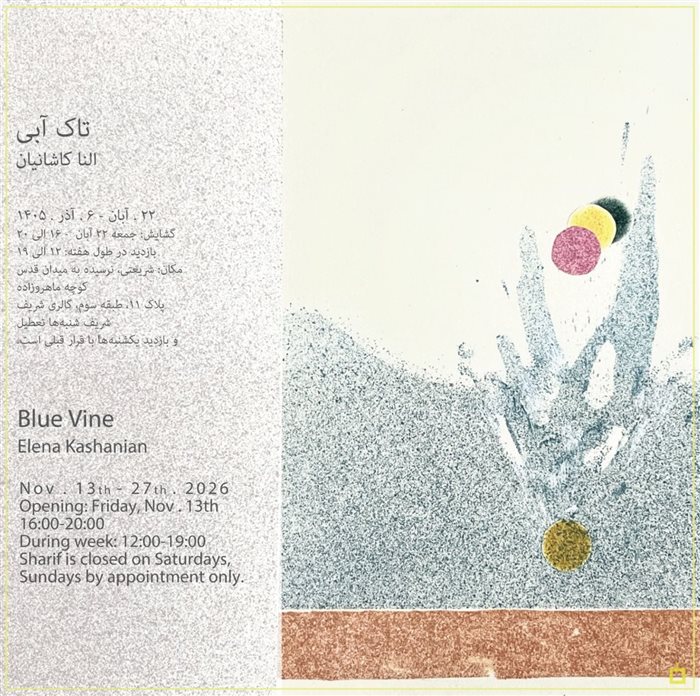 تاک آبی
النا کاشانیان
۲۲ . آبان - ۶ . آذر . ۱۴۰۵
گشایش: جمعه ۲۲ آبان - ۱۶ الی ۲۰
بازدید در طول هفته: ۱۲ الی ۱۹
مکان: شریعتی، نرسیده به میدان قدس
کوچه ماهروزاده
پلاک ۱۱، طبقه سوم، گالری شریف
شریف شنبه‌ها تعطیل
و بازدید یکشنبه‌ها با قرار قبلی است.
Blue Vine
Elena Kashanian
Nov . 13th - 27th . 2026
Opening: Friday, Nov . 13th
16:00-20:00
During week: 12:00-19:00
Sharif is closed on Saturdays,
Sundays by appointment only.